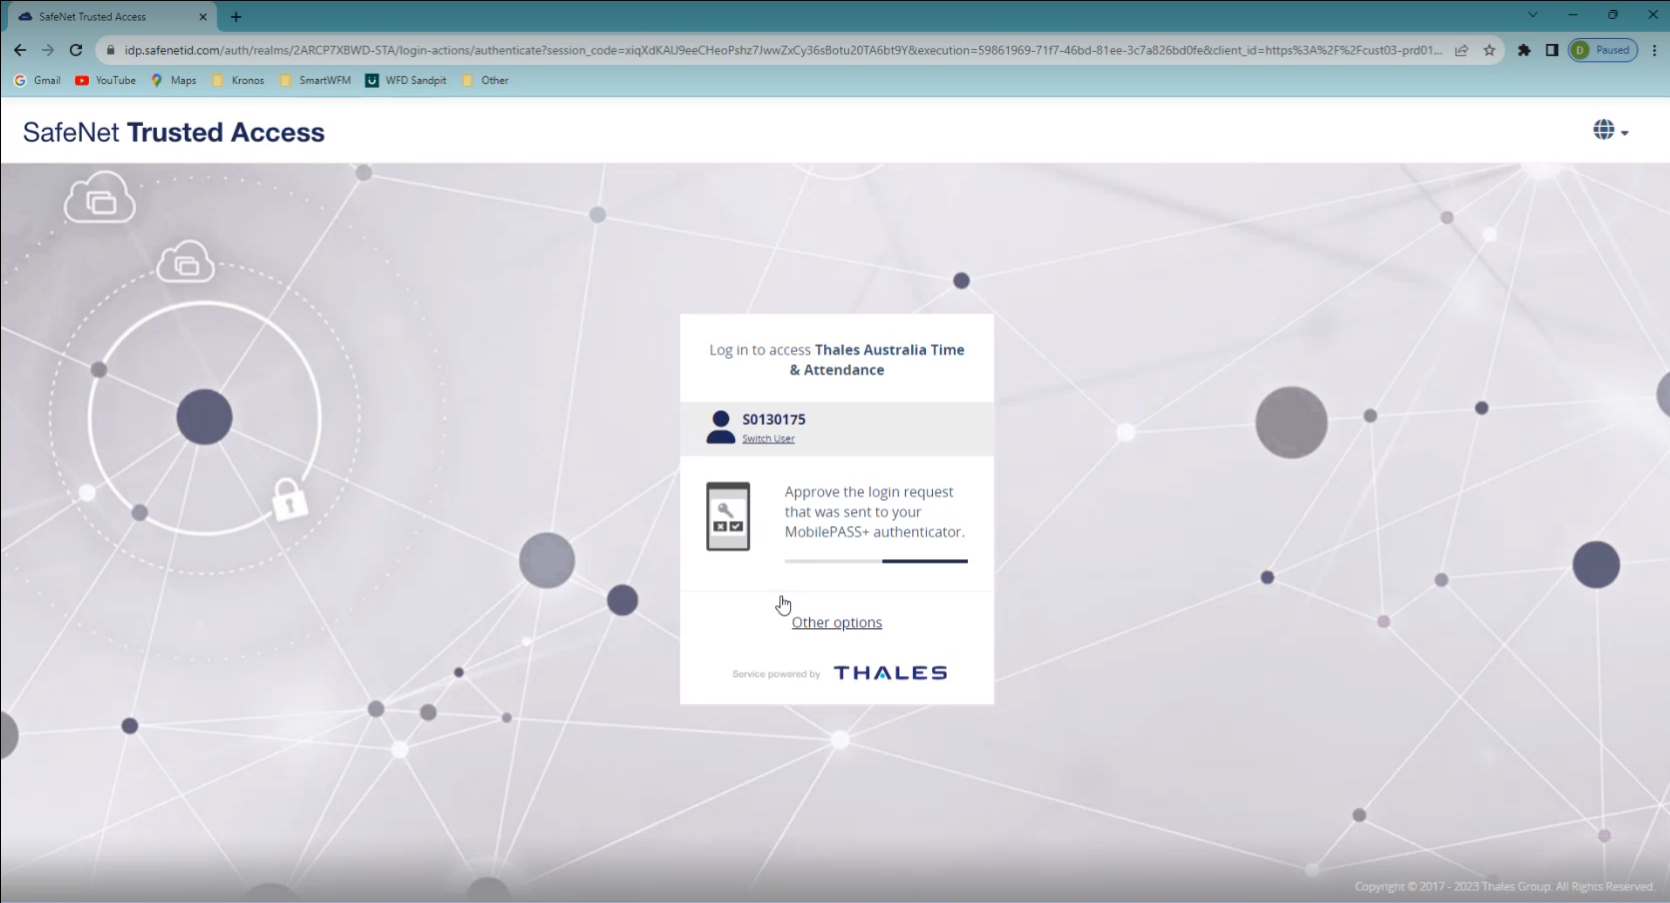 SafeNet Trusted Access
idp.safenetid.com/auth/realms/2ARCP7XBWD-STA/login-actions/authenticate?session_code=xiqXdKAU9eeCHeoPshz7JwwZxCy36sBotu20TA6bt9Y&execution=59861969-71f7-46bd-81ee-3c7a826bd0fe&client_id=https%3A%2F%2Fcust03-prd01...
D Paused
Gmail YouTube Maps Kronos SmartWFM WFD Sandpit Other
SafeNet Trusted Access
Log in to access Thales Australia Time
& Attendance
S0130175
Switch User
Approve the login request
that was sent to your
MobilePASS+ authenticator.
Other options
Service powered by THALES
Copyright © 2017 - 2023 Thales Group. All Rights Reserved.